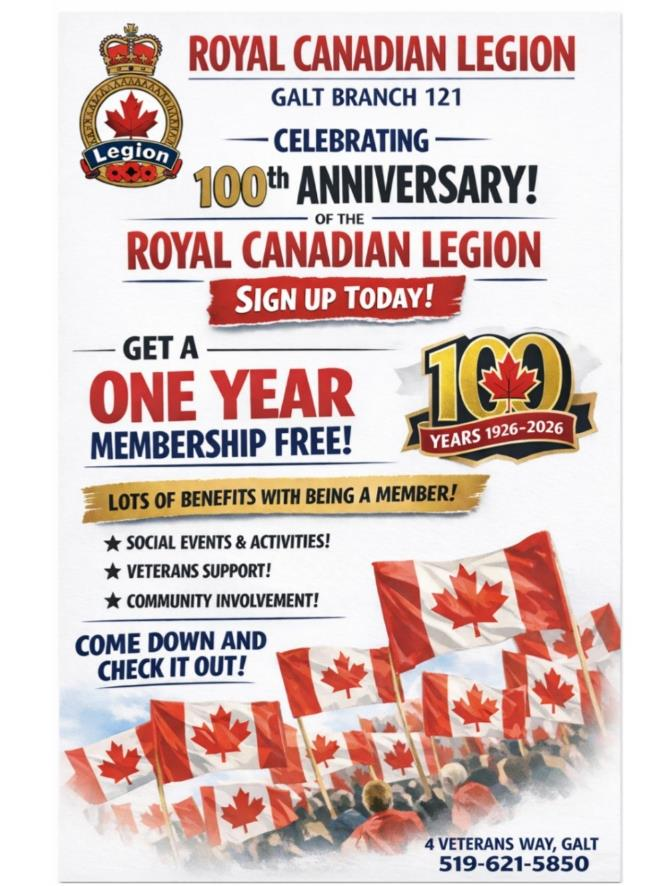 ROYAL CANADIAN LEGION
GALT BRANCH 121
Legion
CELEBRATING
100th ANNIVERSARY!
OF THE
ROYAL CANADIAN LEGION
SIGN UP TODAY!
GET A
ONE YEAR
MEMBERSHIP FREE!
100
YEARS 1926-2026
LOTS OF BENEFITS WITH BEING A MEMBER!
★ SOCIAL EVENTS & ACTIVITIES!
★ VETERANS SUPPORT!
★ COMMUNITY INVOLVEMENT!
COME DOWN AND
CHECK IT OUT!
4 VETERANS WAY, GALT
519-621-5850